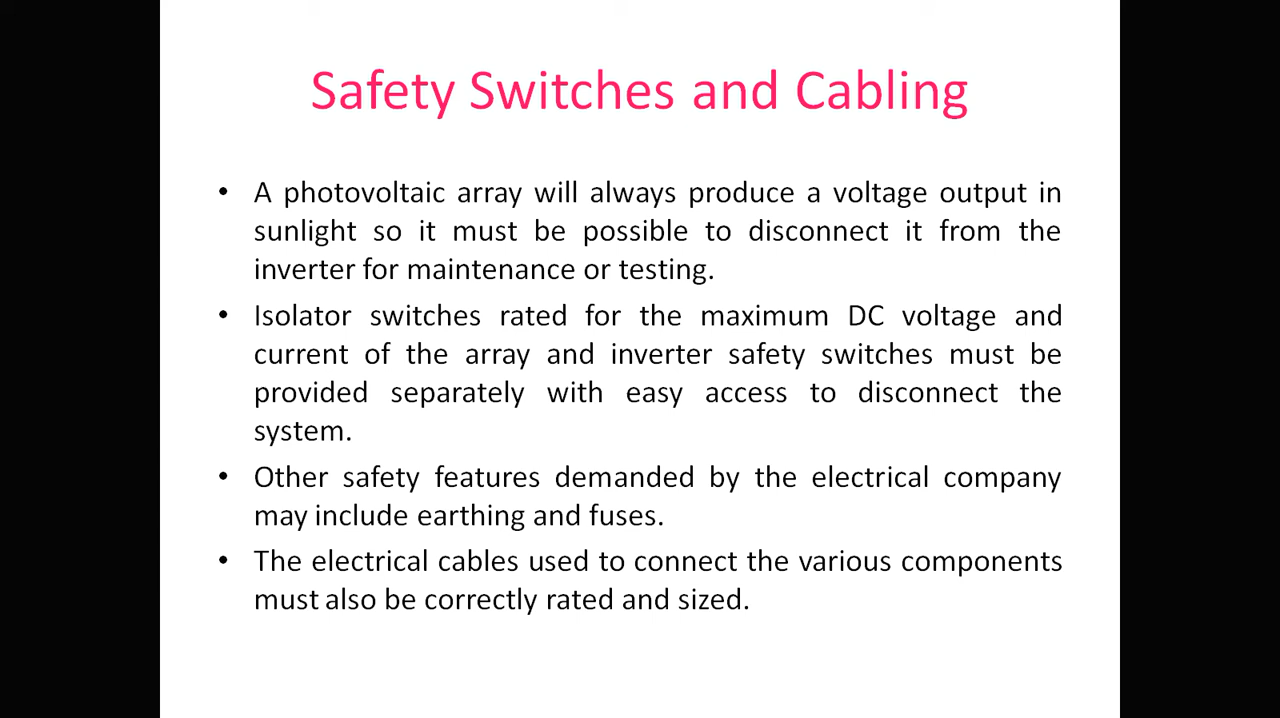 Safety Switches and Cabling
• A photovoltaic array will always produce a voltage output in
sunlight so it must be possible to disconnect it from the
inverter for maintenance or testing.
• Isolator switches rated for the maximum DC voltage and
current of the array and inverter safety switches must be
provided separately with easy access to disconnect the
system.
• Other safety features demanded by the electrical company
may include earthing and fuses.
• The electrical cables used to connect the various components
must also be correctly rated and sized.